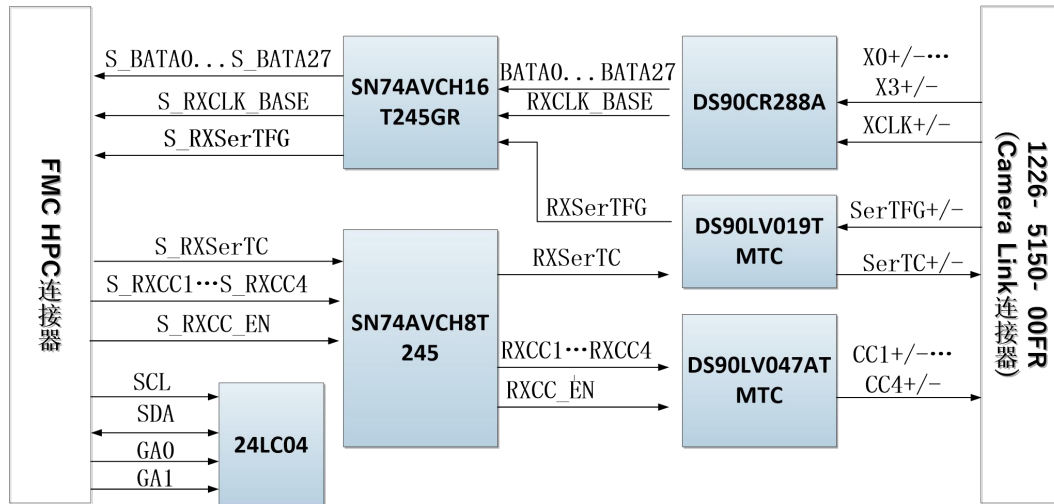 FMC HPC连接器
S_BATA0...S_BATA27
S_RXCLK_BASE
S_RXSerTFG
SN74AVCH16
T245GR
BATA0...BATA27
RXCLK_BASE
DS90CR288A
X0+/-…
X3+/-
XCLK+/-
RXSerTFG
DS90LV019T
MTC
SerTFG+/-
SerTC+/-
S_RXSerTC
S_RXCC1…S_RXCC4
S_RXCC_EN
SN74AVCH8T
245
RXSerTC
RXCC1…RXCC4
RXCC_EN
DS90LV047AT
MTC
CC1+/-…
CC4+/-
SCL
SDA
GA0
GA1
24LC04
1226- 5150- 00FR
(Camera Link连接器)